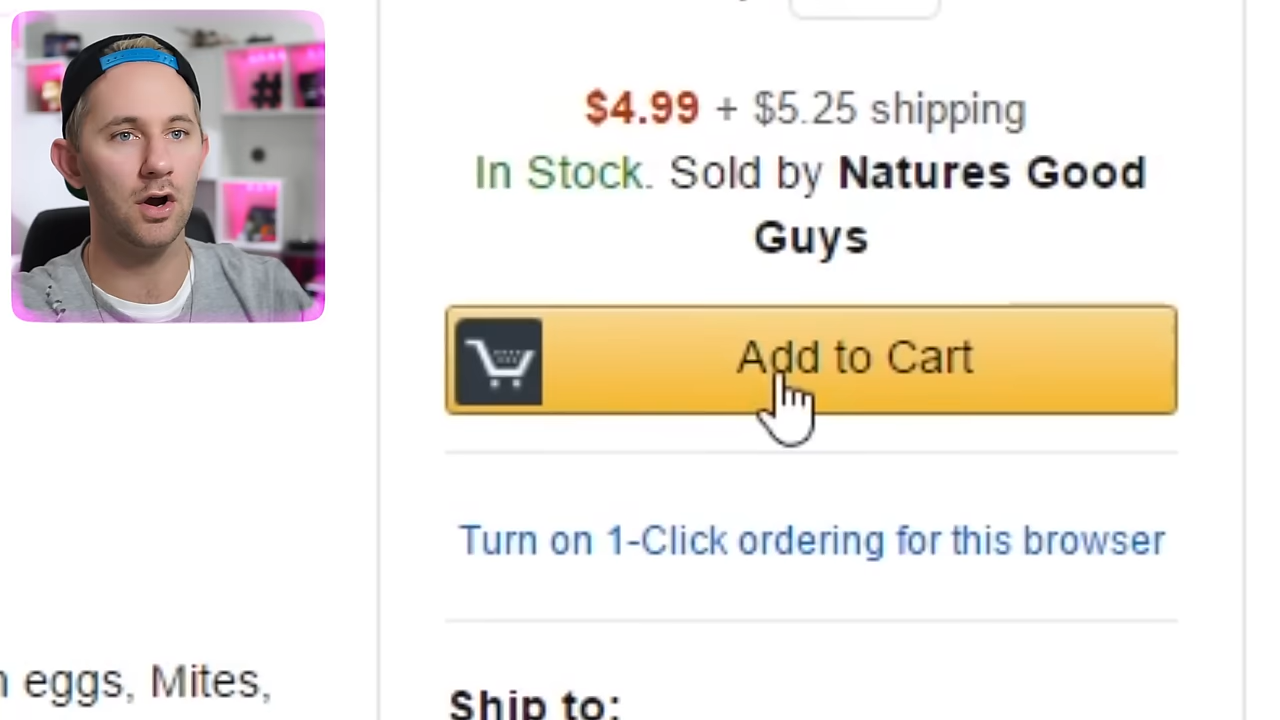 $4.99 + $5.25 shipping
In Stock. Sold by Natures Good
Guys
Add to Cart
Turn on 1-Click ordering for this browser
eggs, Mites,
Ship to: